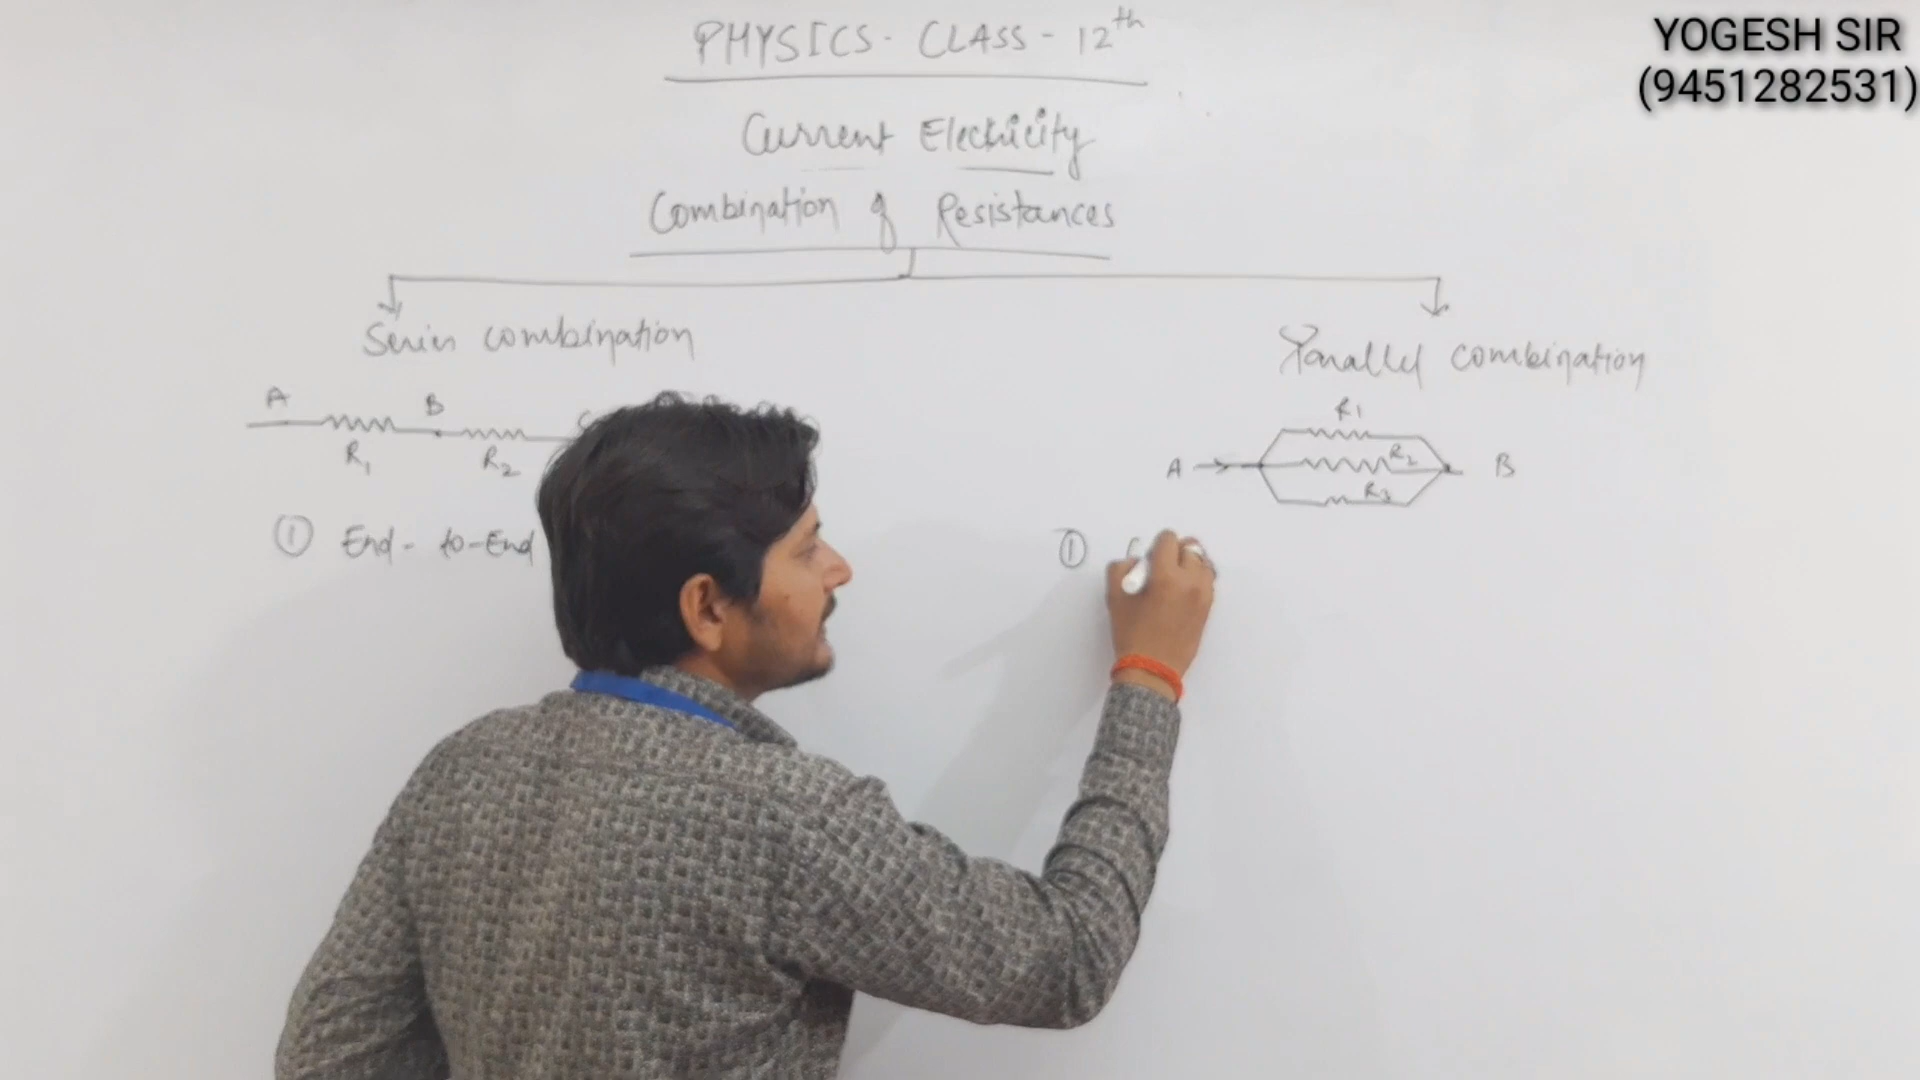 YOGESH SIR
(9451282531)
PHYSICS - CLASS - 12th
Current Electricity
Combination of Resistances
Series combination
Parallel combination
A B
R1 R2
R1
A R2 B
R3
① End - to - End
①